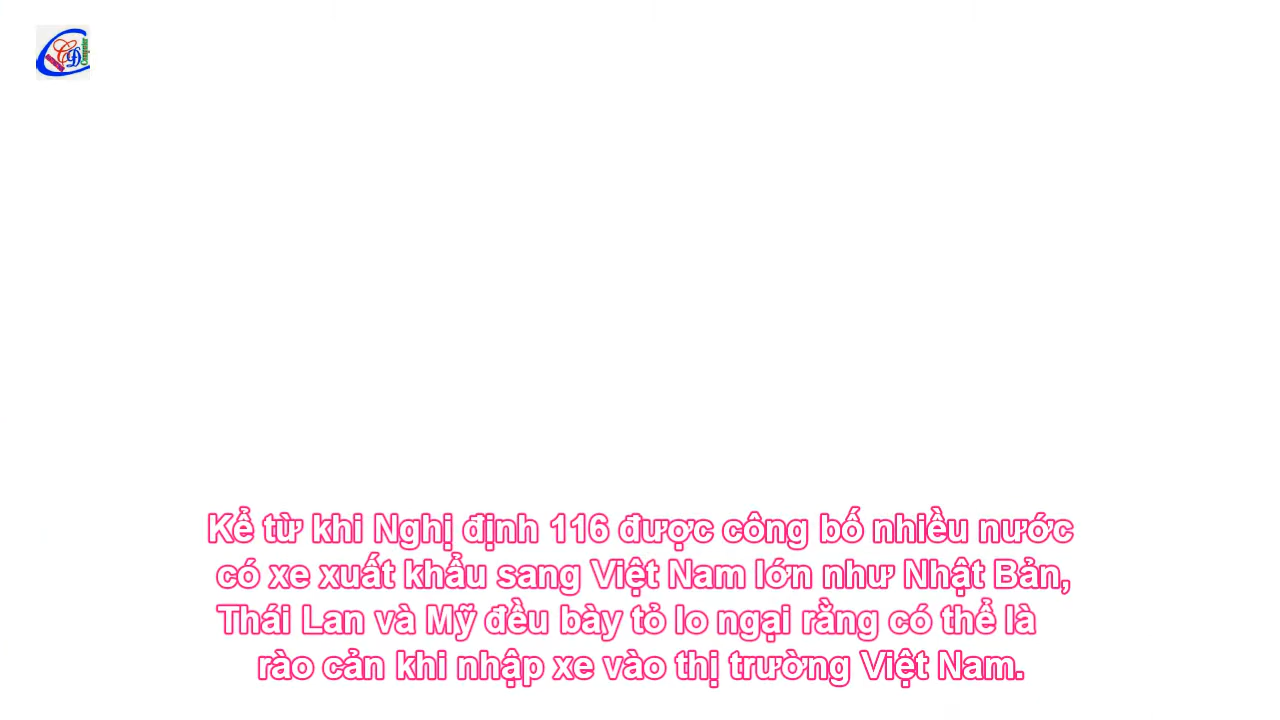 CĐ
Computer
Kể từ khi Nghị định 116 được công bố nhiều nước
có xe xuất khẩu sang Việt Nam lớn như Nhật Bản,
Thái Lan và Mỹ đều bày tỏ lo ngại rằng có thể là
rào cản khi nhập xe vào thị trường Việt Nam.